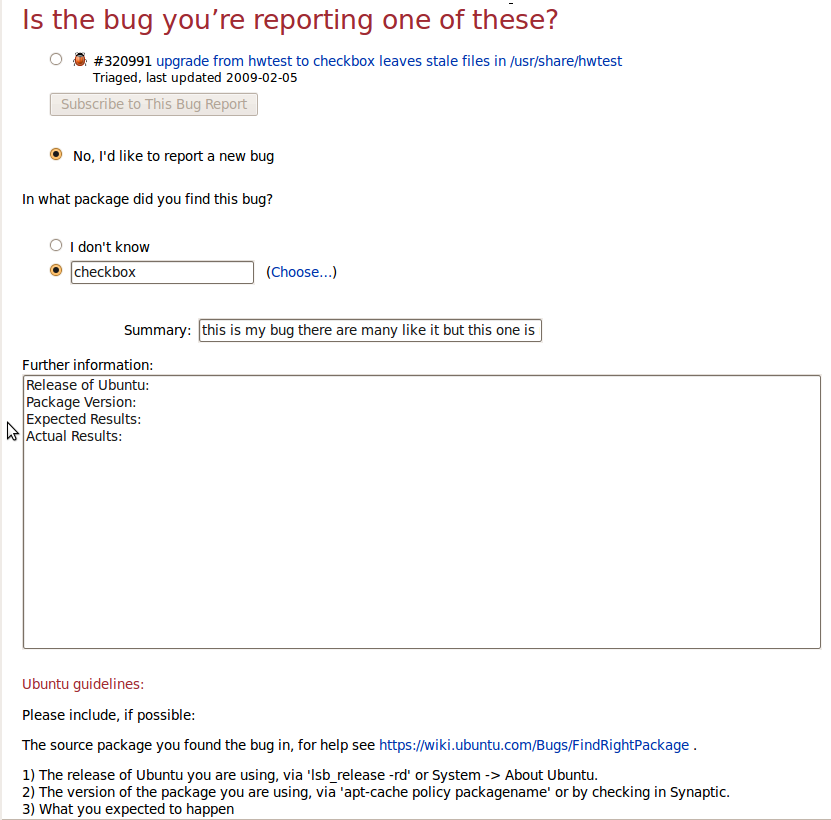 Is the bug you’re reporting one of these?
#320991 upgrade from hwtest to checkbox leaves stale files in /usr/share/hwtest
Triaged, last updated 2009-02-05
Subscribe to This Bug Report
No, I'd like to report a new bug
In what package did you find this bug?
I don't know
checkbox (Choose...)
Summary: this is my bug there are many like it but this one is
Further information:
Release of Ubuntu:
Package Version:
Expected Results:
Actual Results:
Ubuntu guidelines:
Please include, if possible:
The source package you found the bug in, for help see https://wiki.ubuntu.com/Bugs/FindRightPackage .
1) The release of Ubuntu you are using, via 'lsb_release -rd' or System -> About Ubuntu.
2) The version of the package you are using, via 'apt-cache policy packagename' or by checking in Synaptic.
3) What you expected to happen